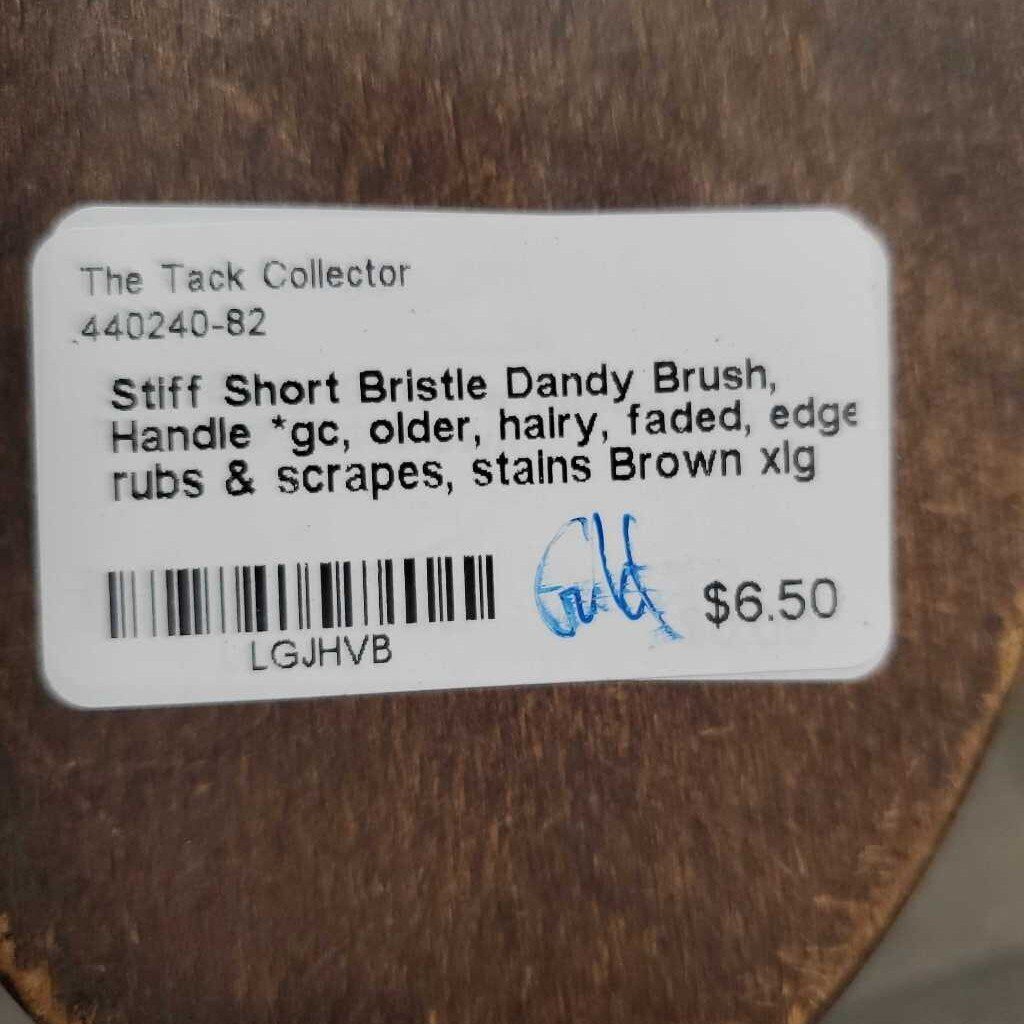 The Tack Collector
440240-82
Stiff Short Bristle Dandy Brush,
Handle *gc, older, hairy, faded, edge
rubs & scrapes, stains Brown xlg
$6.50
LGJHVB